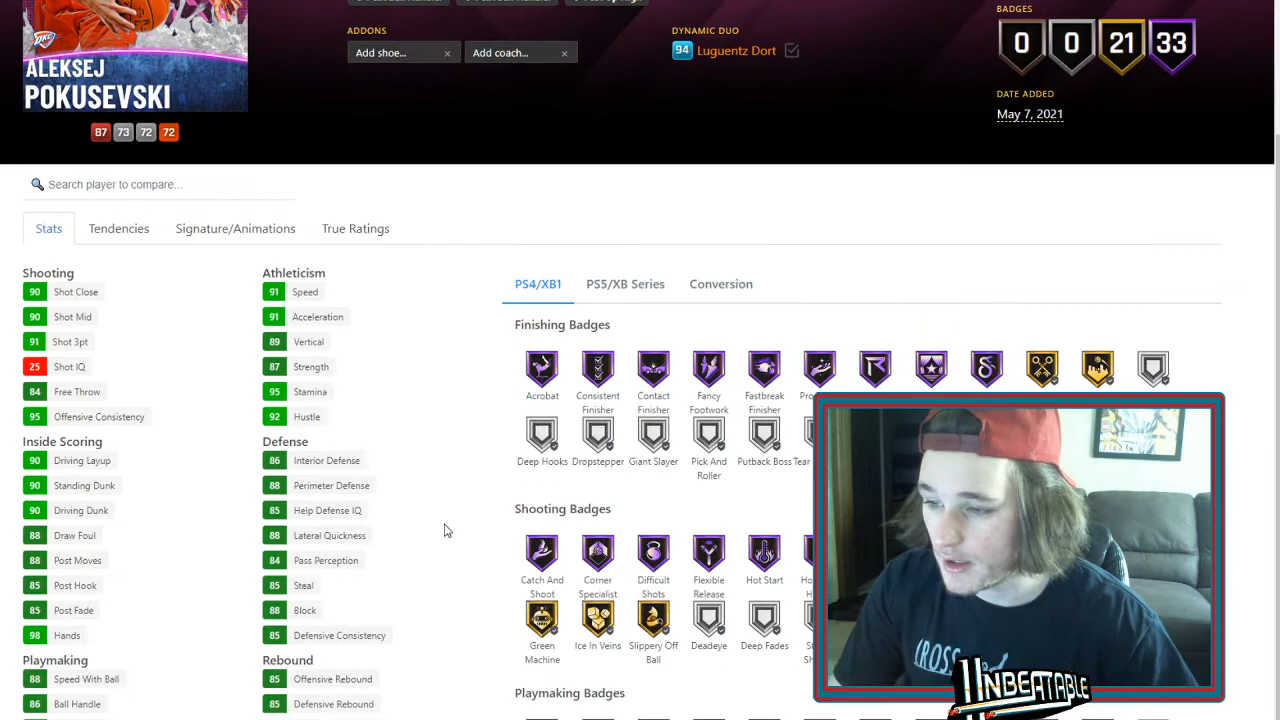 ALEKSEJ
POKUSEVSKI
87 73 72 72
ADDONS
Add shoe... × Add coach... ×
DYNAMIC DUO
94 Luguentz Dort
BADGES
0 0 21 33
DATE ADDED
May 7, 2021
Search player to compare...
Stats Tendencies Signature/Animations True Ratings
Shooting
90 Shot Close
90 Shot Mid
91 Shot 3pt
25 Shot IQ
84 Free Throw
95 Offensive Consistency
Inside Scoring
90 Driving Layup
90 Standing Dunk
90 Driving Dunk
88 Draw Foul
88 Post Moves
85 Post Hook
85 Post Fade
98 Hands
Playmaking
88 Speed With Ball
86 Ball Handle
Athleticism
91 Speed
91 Acceleration
89 Vertical
87 Strength
95 Stamina
92 Hustle
Defense
86 Interior Defense
88 Perimeter Defense
85 Help Defense IQ
88 Lateral Quickness
84 Pass Perception
85 Steal
88 Block
85 Defensive Consistency
Rebound
85 Offensive Rebound
85 Defensive Rebound
PS4/XB1 PS5/XB Series Conversion
Finishing Badges
Acrobat Consistent Finisher Contact Finisher Fancy Footwork Fastbreak Finisher
Deep Hooks Dropstepper Giant Slayer Pick And Roller Putback Boss Tear
Shooting Badges
Catch And Shoot Corner Specialist Difficult Shots Flexible Release Hot Start
Green Machine Ice In Veins Slippery Off Ball Deadeye Deep Fades
Playmaking Badges
UNBEATABLE